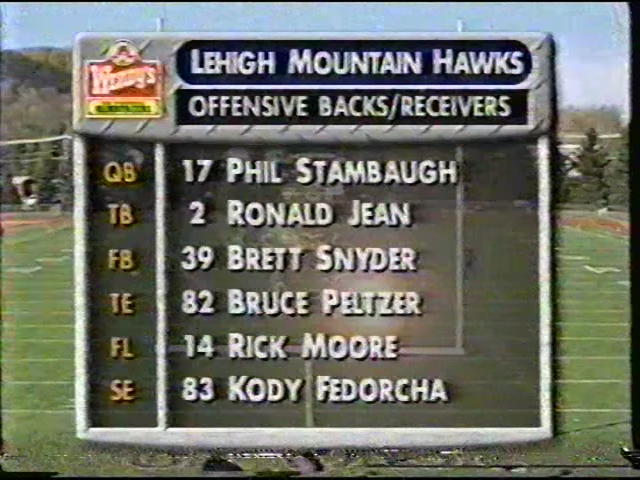 Wendy's
LEHIGH MOUNTAIN HAWKS
OFFENSIVE BACKS/RECEIVERS
QB 17 PHIL STAMBAUGH
TB 2 RONALD JEAN
FB 39 BRETT SNYDER
TE 82 BRUCE PELTZER
FL 14 RICK MOORE
SE 83 KODY FEDORCHA